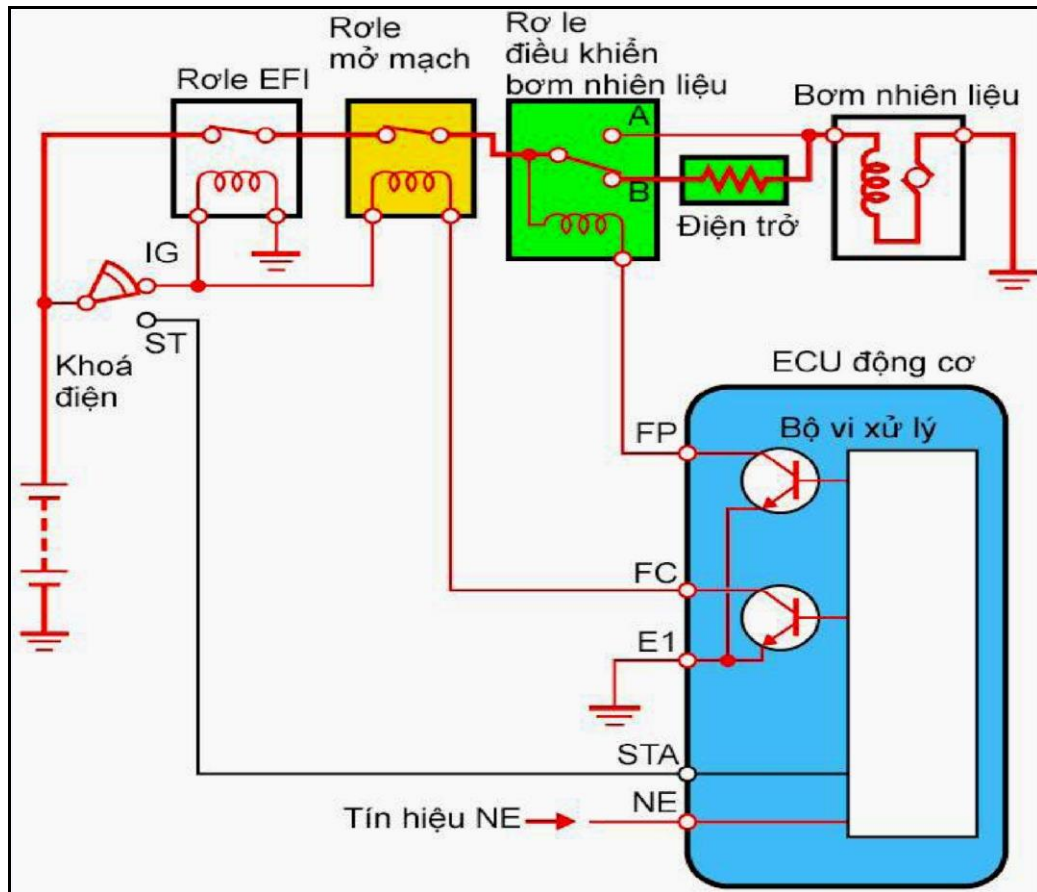 Rơle EFI
Rơle
mở mạch
Rơ le
điều khiển
bơm nhiên liệu
Bơm nhiên liệu
A
B
Điện trở
IG
ST
Khoá
điện
ECU động cơ
Bộ vi xử lý
FP
FC
E1
STA
NE
Tín hiệu NE